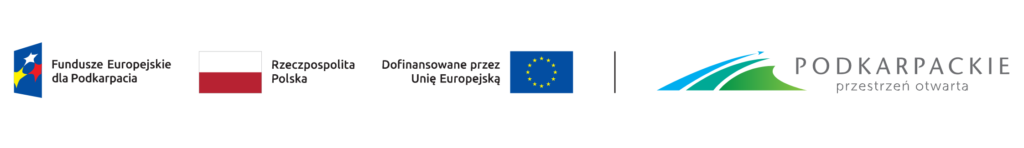 Fundusze Europejskie
dla Podkarpacia
Rzeczpospolita
Polska
Dofinansowane przez
Unię Europejską
PODKARPACKIE
przestrzeń otwarta